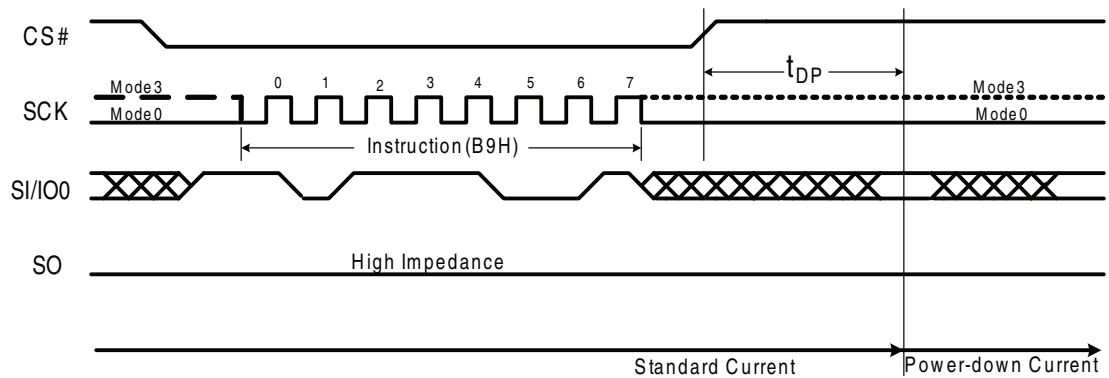 CS#
tDP
0 1 2 3 4 5 6 7
Mode3 Mode3
SCK
Mode0 Mode0
Instruction(B9H)
SI/IO0
SO High Impedance
Standard Current Power-down Current